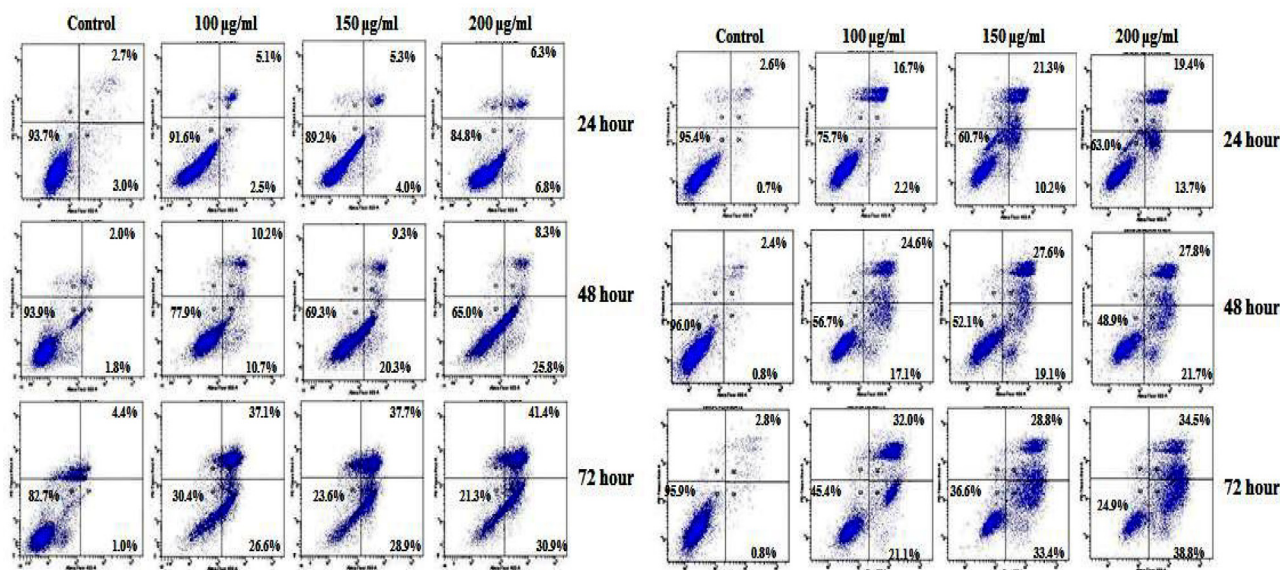 Control 100 µg/ml 150 µg/ml 200 µg/ml
2.7% 5.1% 5.3% 6.3%
93.7% 91.6% 89.2% 84.8% 24 hour
3.0% 2.5% 4.0% 6.8%
2.0% 10.2% 9.3% 8.3%
93.9% 77.9% 69.3% 65.0% 48 hour
1.8% 10.7% 20.3% 25.8%
4.4% 37.1% 37.7% 41.4%
82.7% 30.4% 23.6% 21.3% 72 hour
1.0% 26.6% 28.9% 30.9%
Control 100 µg/ml 150 µg/ml 200 µg/ml
2.6% 16.7% 21.3% 19.4%
95.4% 75.7% 60.7% 63.0% 24 hour
0.7% 2.2% 10.2% 13.7%
2.4% 24.6% 27.6% 27.8%
96.0% 56.7% 52.1% 48.9% 48 hour
0.8% 17.1% 19.1% 21.7%
2.8% 32.0% 28.8% 34.5%
95.9% 45.4% 36.6% 24.9% 72 hour
0.8% 21.1% 33.4% 38.8%